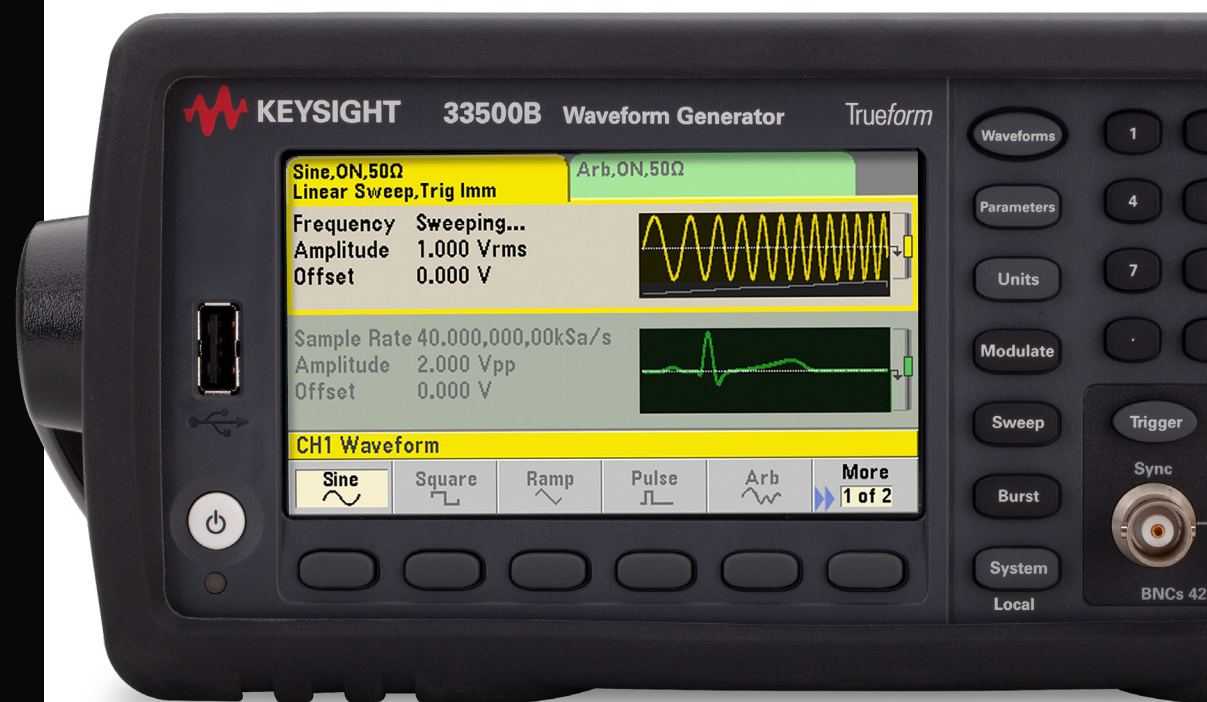 KEYSIGHT 33500B Waveform Generator Trueform
Sine,ON,50Ω
Linear Sweep,Trig Imm
Arb,ON,50Ω
Frequency Sweeping...
Amplitude 1.000 Vrms
Offset 0.000 V
Sample Rate 40.000,000,00kSa/s
Amplitude 2.000 Vpp
Offset 0.000 V
CH1 Waveform
Sine Square Ramp Pulse Arb More
1 of 2
Waveforms
Parameters
Units
Modulate
Sweep
Burst
System
Local
1
4
7
.
Trigger
Sync
BNCs 42